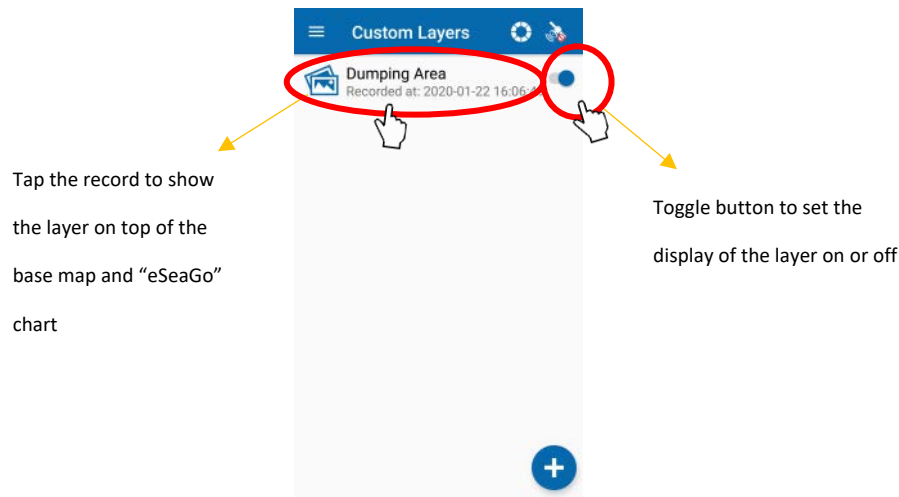 Custom Layers
Dumping Area
Recorded at: 2020-01-22 16:06:4
Tap the record to show
the layer on top of the
base map and “eSeaGo”
chart
Toggle button to set the
display of the layer on or off